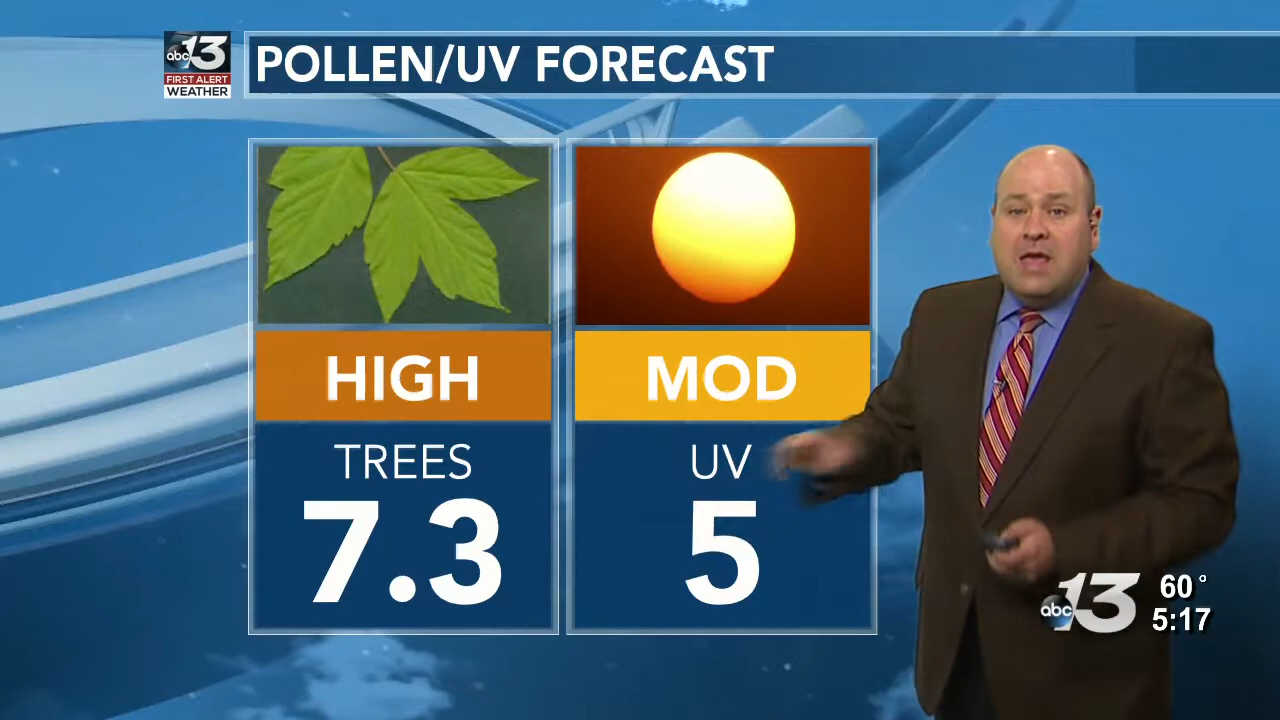 abc 13
FIRST ALERT
WEATHER
POLLEN/UV FORECAST
HIGH
TREES
7.3
MOD
UV
5
abc 13
60°
5:17